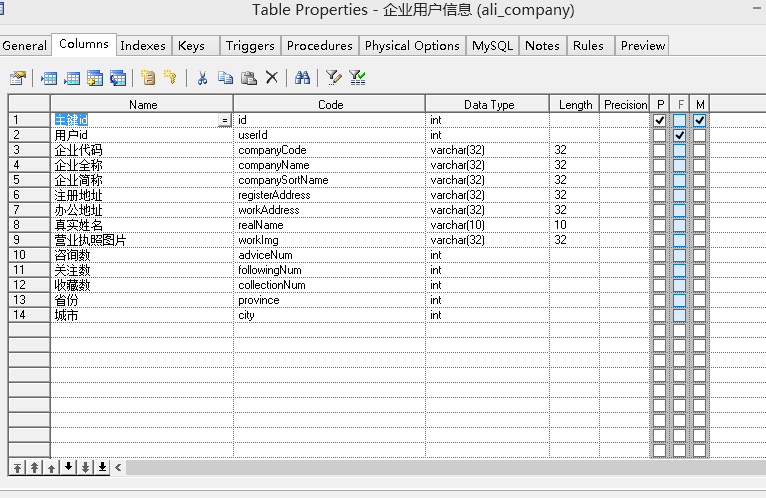 Table Properties - 企业用户信息 (ali_company)
General Columns Indexes Keys Triggers Procedures Physical Options MySQL Notes Rules Preview
Name Code Data Type Length Precision P F M
1 主键id = id int
2 用户id userId int
3 企业代码 companyCode varchar(32) 32
4 企业全称 companyName varchar(32) 32
5 企业简称 companySortName varchar(32) 32
6 注册地址 registerAddress varchar(32) 32
7 办公地址 workAddress varchar(32) 32
8 真实姓名 realName varchar(10) 10
9 营业执照图片 workImg varchar(32) 32
10 咨询数 adviceNum int
11 关注数 followingNum int
12 收藏数 collectionNum int
13 省份 province int
14 城市 city int